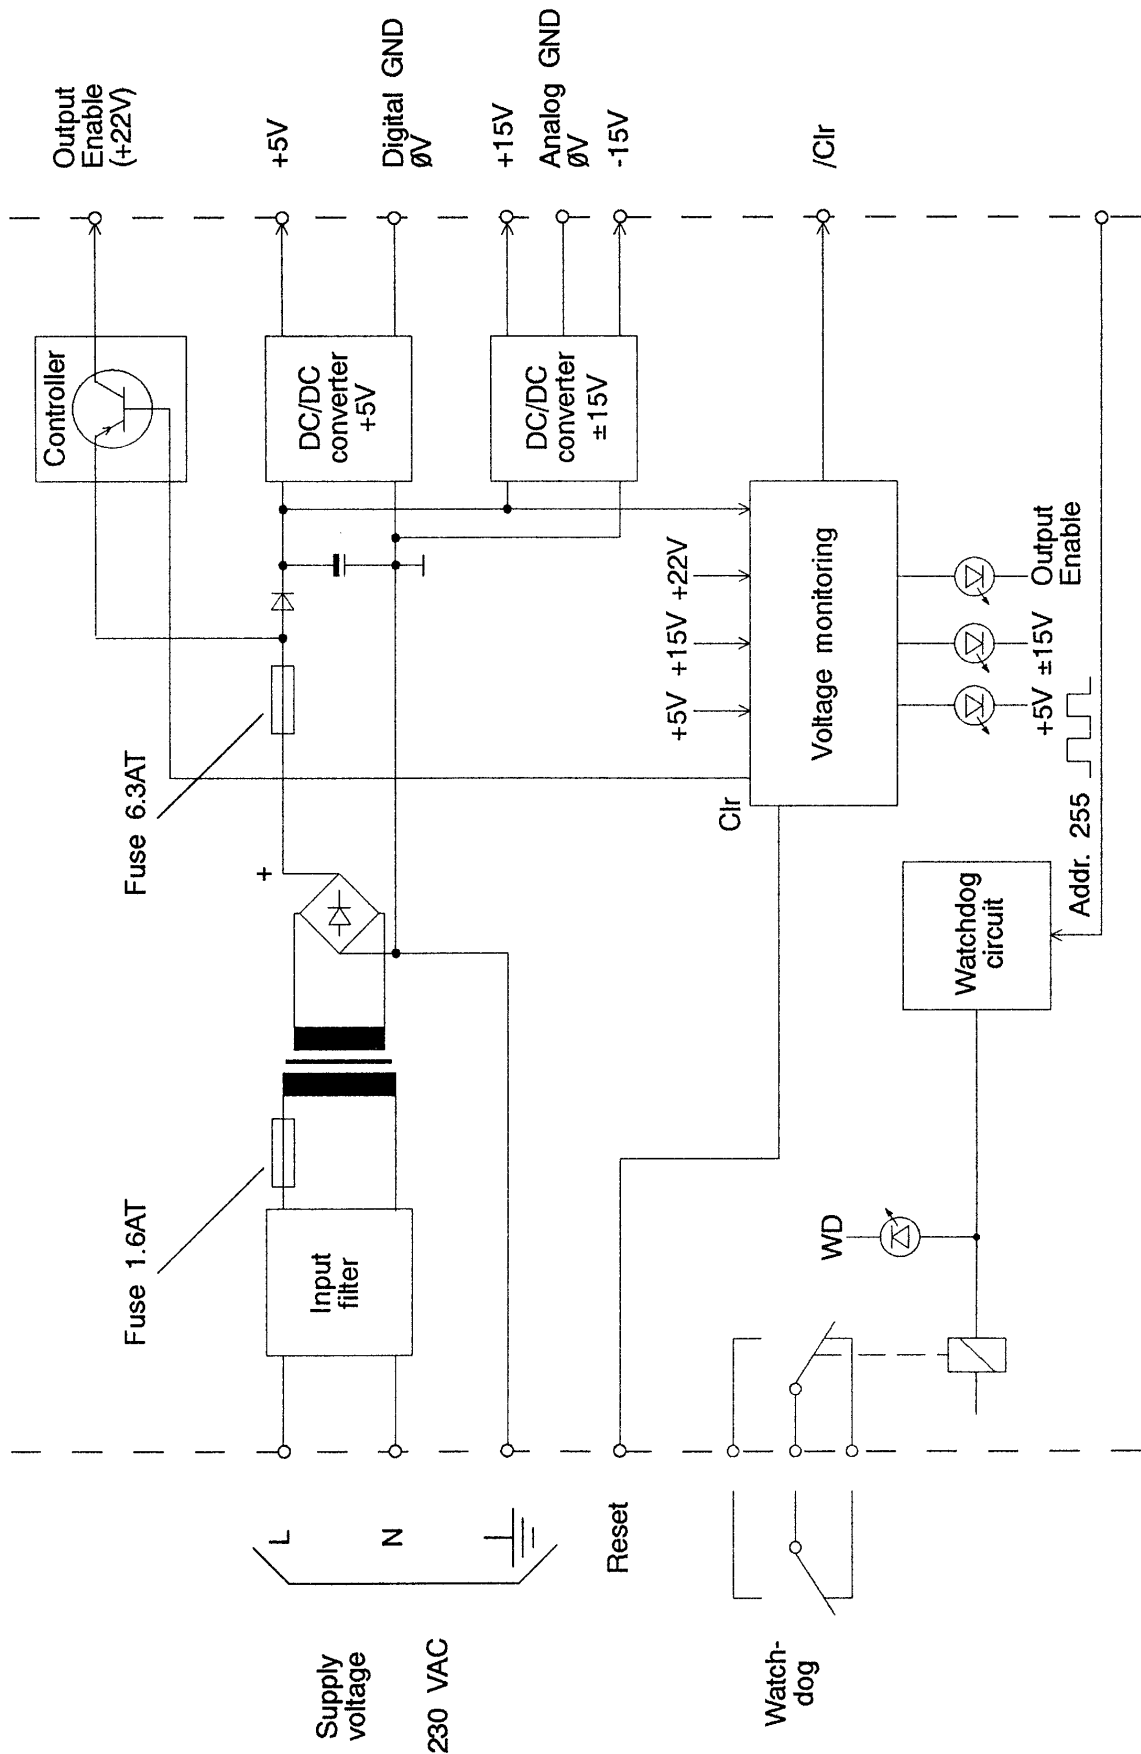 Supply
voltage
230 VAC
L
N
Reset
Watch-
dog
Fuse 1.6AT
Input
filter
WD
Fuse 6.3AT
+
Clr
Watchdog
circuit
Addr. 255
Controller
DC/DC
converter
+5V
DC/DC
converter
±15V
+5V +15V +22V
Voltage monitoring
+5V ±15V Output
Enable
Output
Enable
(+22V)
+5V
Digital GND
ØV
+15V
Analog GND
ØV
-15V
/Clr